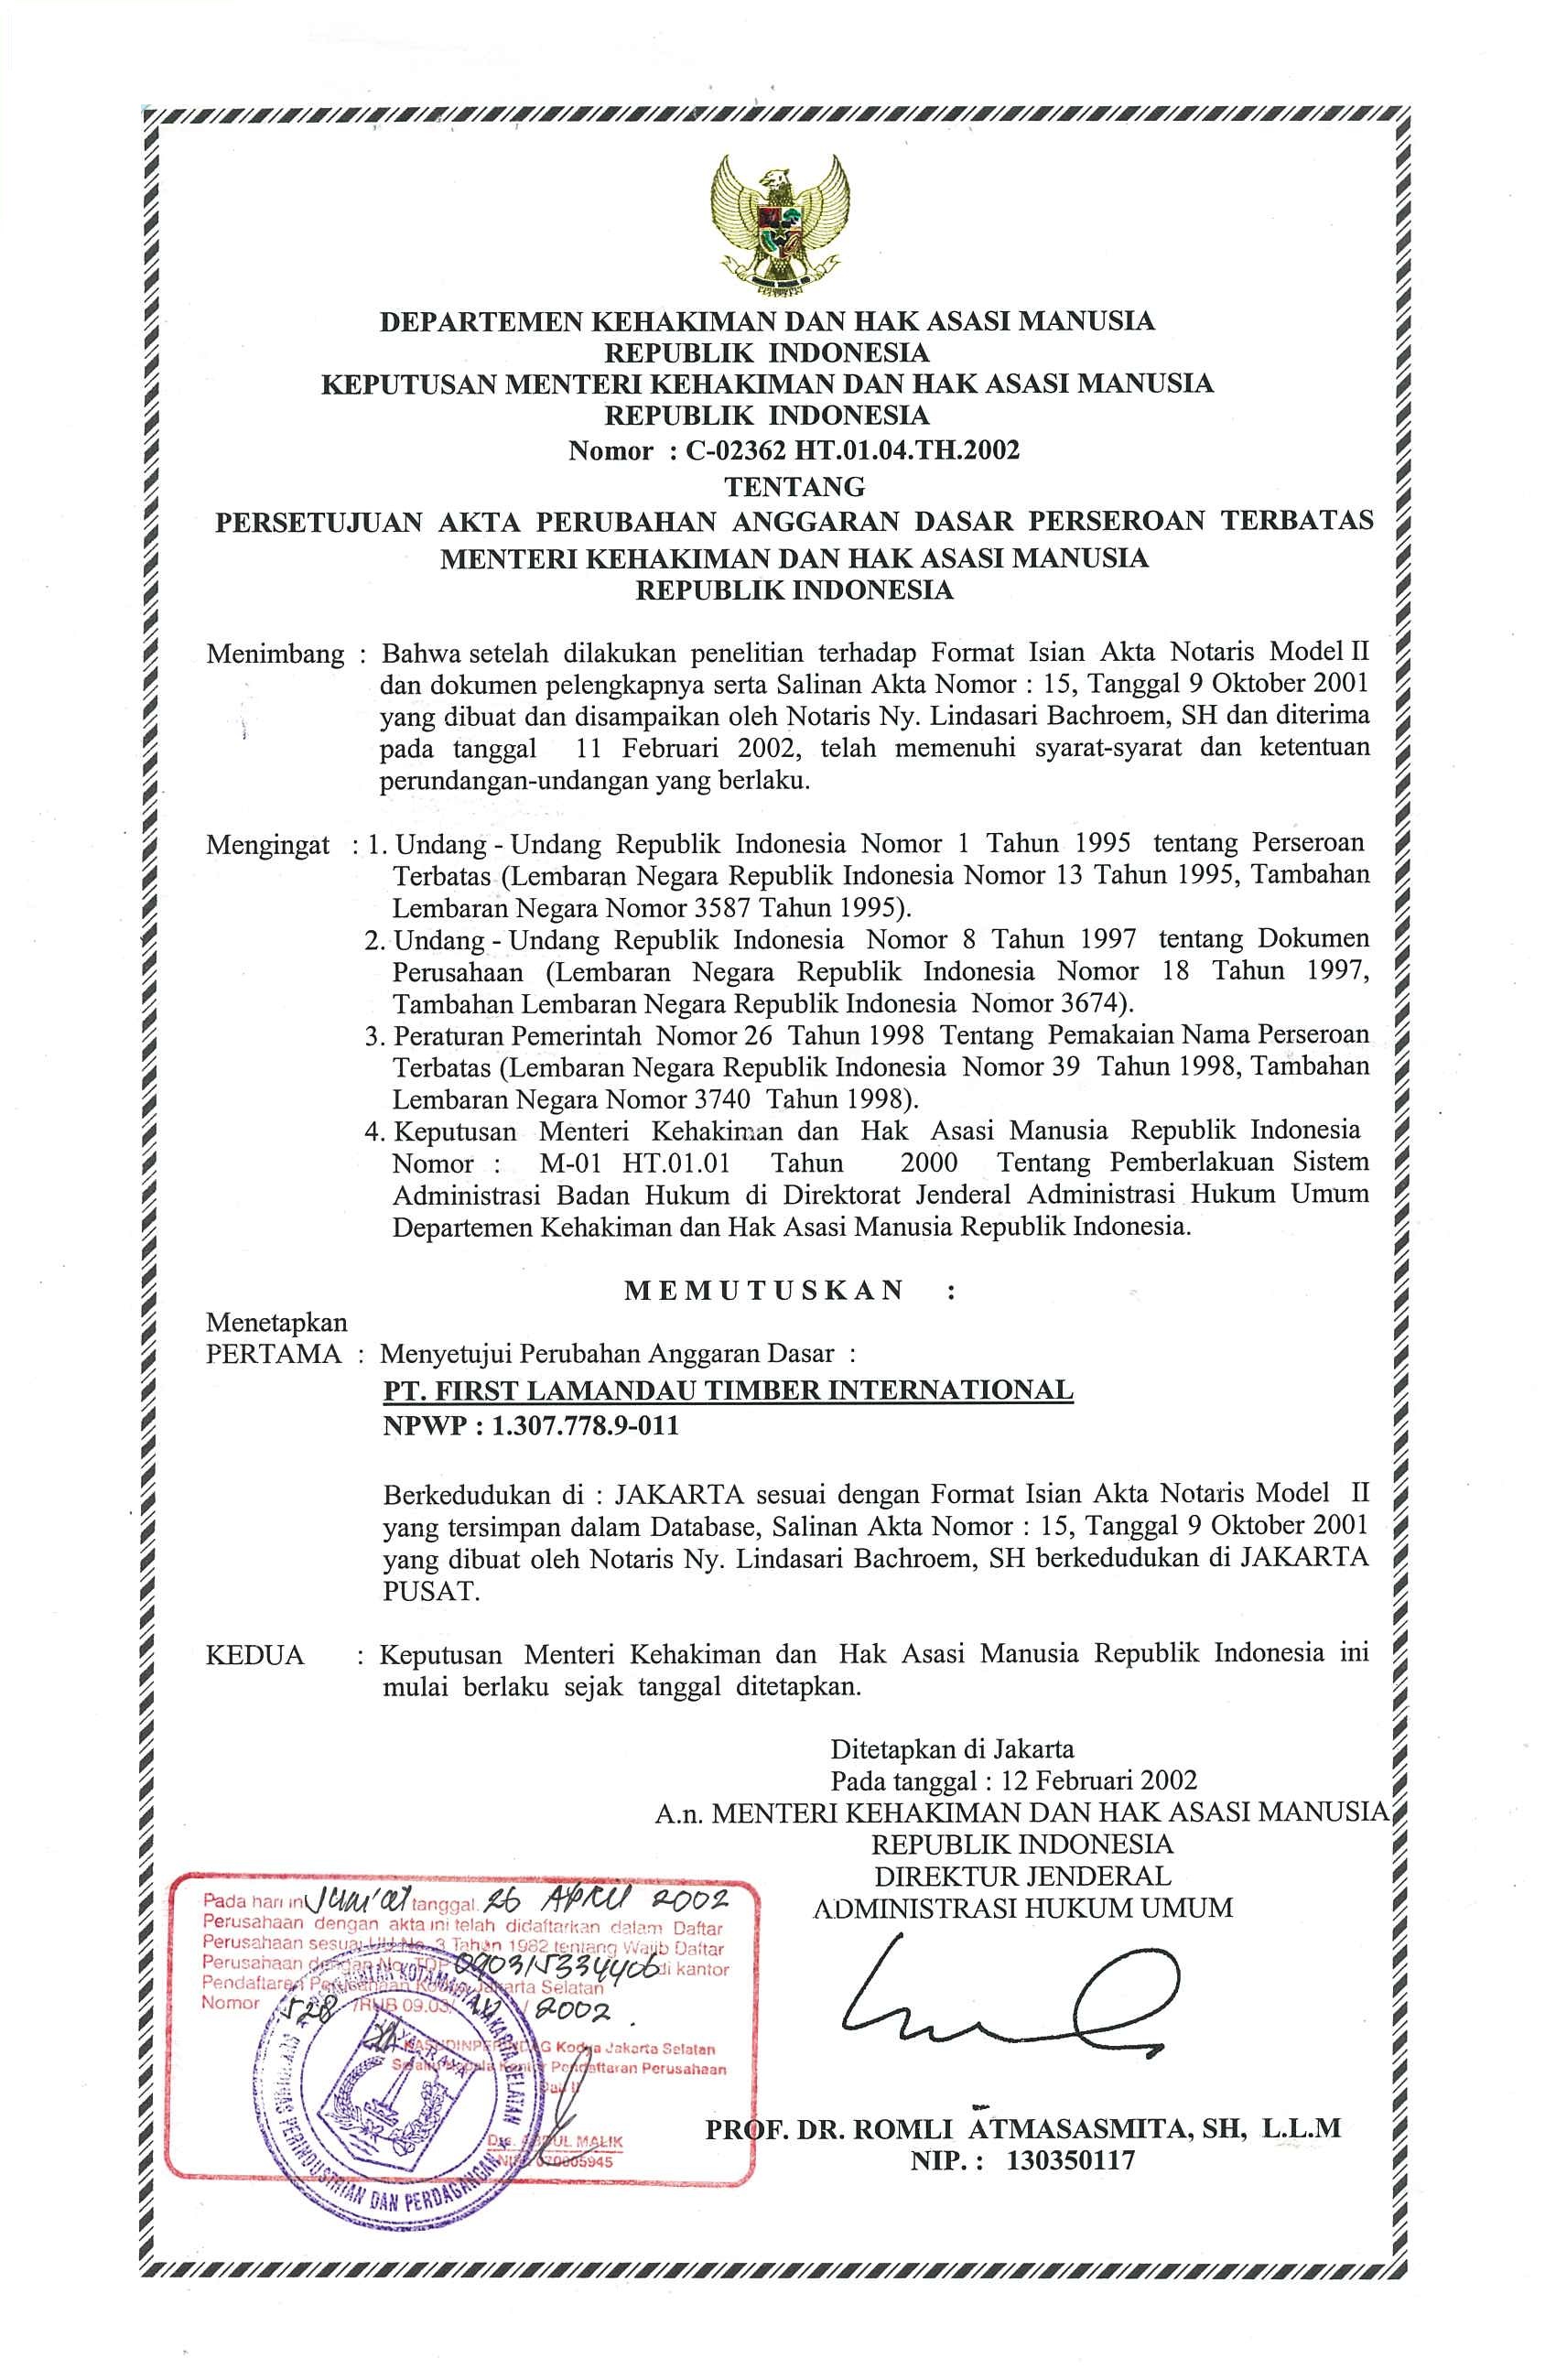 DEPARTEMEN KEHAKIMAN DAN HAK ASASI MANUSIA
REPUBLIK INDONESIA
KEPUTUSAN MENTERI KEHAKIMAN DAN HAK ASASI MANUSIA
REPUBLIK INDONESIA
Nomor : C-02362 HT.01.04.TH.2002
TENTANG
PERSETUJUAN AKTA PERUBAHAN ANGGARAN DASAR PERSEROAN TERBATAS
MENTERI KEHAKIMAN DAN HAK ASASI MANUSIA
REPUBLIK INDONESIA
Menimbang : Bahwa setelah dilakukan penelitian terhadap Format Isian Akta Notaris Model II
dan dokumen pelengkapnya serta Salinan Akta Nomor : 15, Tanggal 9 Oktober 2001
yang dibuat dan disampaikan oleh Notaris Ny. Lindasari Bachroem, SH dan diterima
pada tanggal 11 Februari 2002, telah memenuhi syarat-syarat dan ketentuan
perundangan-undangan yang berlaku.
Mengingat : 1. Undang - Undang Republik Indonesia Nomor 1 Tahun 1995 tentang Perseroan
Terbatas (Lembaran Negara Republik Indonesia Nomor 13 Tahun 1995, Tambahan
Lembaran Negara Nomor 3587 Tahun 1995).
2. Undang - Undang Republik Indonesia Nomor 8 Tahun 1997 tentang Dokumen
Perusahaan (Lembaran Negara Republik Indonesia Nomor 18 Tahun 1997,
Tambahan Lembaran Negara Republik Indonesia Nomor 3674).
3. Peraturan Pemerintah Nomor 26 Tahun 1998 Tentang Pemakaian Nama Perseroan
Terbatas (Lembaran Negara Republik Indonesia Nomor 39 Tahun 1998, Tambahan
Lembaran Negara Nomor 3740 Tahun 1998).
4. Keputusan Menteri Kehakiman dan Hak Asasi Manusia Republik Indonesia
Nomor : M-01 HT.01.01 Tahun 2000 Tentang Pemberlakuan Sistem
Administrasi Badan Hukum di Direktorat Jenderal Administrasi Hukum Umum
Departemen Kehakiman dan Hak Asasi Manusia Republik Indonesia.
M E M U T U S K A N :
Menetapkan
PERTAMA : Menyetujui Perubahan Anggaran Dasar :
PT. FIRST LAMANDAU TIMBER INTERNATIONAL
NPWP : 1.307.778.9-011
Berkedudukan di : JAKARTA sesuai dengan Format Isian Akta Notaris Model II
yang tersimpan dalam Database, Salinan Akta Nomor : 15, Tanggal 9 Oktober 2001
yang dibuat oleh Notaris Ny. Lindasari Bachroem, SH berkedudukan di JAKARTA
PUSAT.
KEDUA : Keputusan Menteri Kehakiman dan Hak Asasi Manusia Republik Indonesia ini
mulai berlaku sejak tanggal ditetapkan.
Ditetapkan di Jakarta
Pada tanggal : 12 Februari 2002
A.n. MENTERI KEHAKIMAN DAN HAK ASASI MANUSIA
REPUBLIK INDONESIA
DIREKTUR JENDERAL
ADMINISTRASI HUKUM UMUM
PROF. DR. ROMLI ATMASASMITA, SH, L.L.M
NIP. : 130350117
Pada hari ini Jum'at tanggal 26 APRIL 2002
Perusahaan dengan akta ini telah didaftarkan dalam Daftar
Perusahaan sesuai UU No. 3 Tahun 1982 tentang Wajib Daftar
Perusahaan dengan No. TDP 090315334406 di kantor
Pendaftaran Perusahaan Kodya Jakarta Selatan
Nomor 528 /RUB 09.03/ / 2002.
KASUDINPERINDAG Kodya Jakarta Selatan
Selaku Kepala Kantor Pendaftaran Perusahaan
Drs. ABDUL MALIK
NIP. 070005945
PEMERINTAH KOTAMADYA JAKARTA SELATAN
DINAS PERINDUSTRIAN DAN PERDAGANGAN
JAYA RAYA